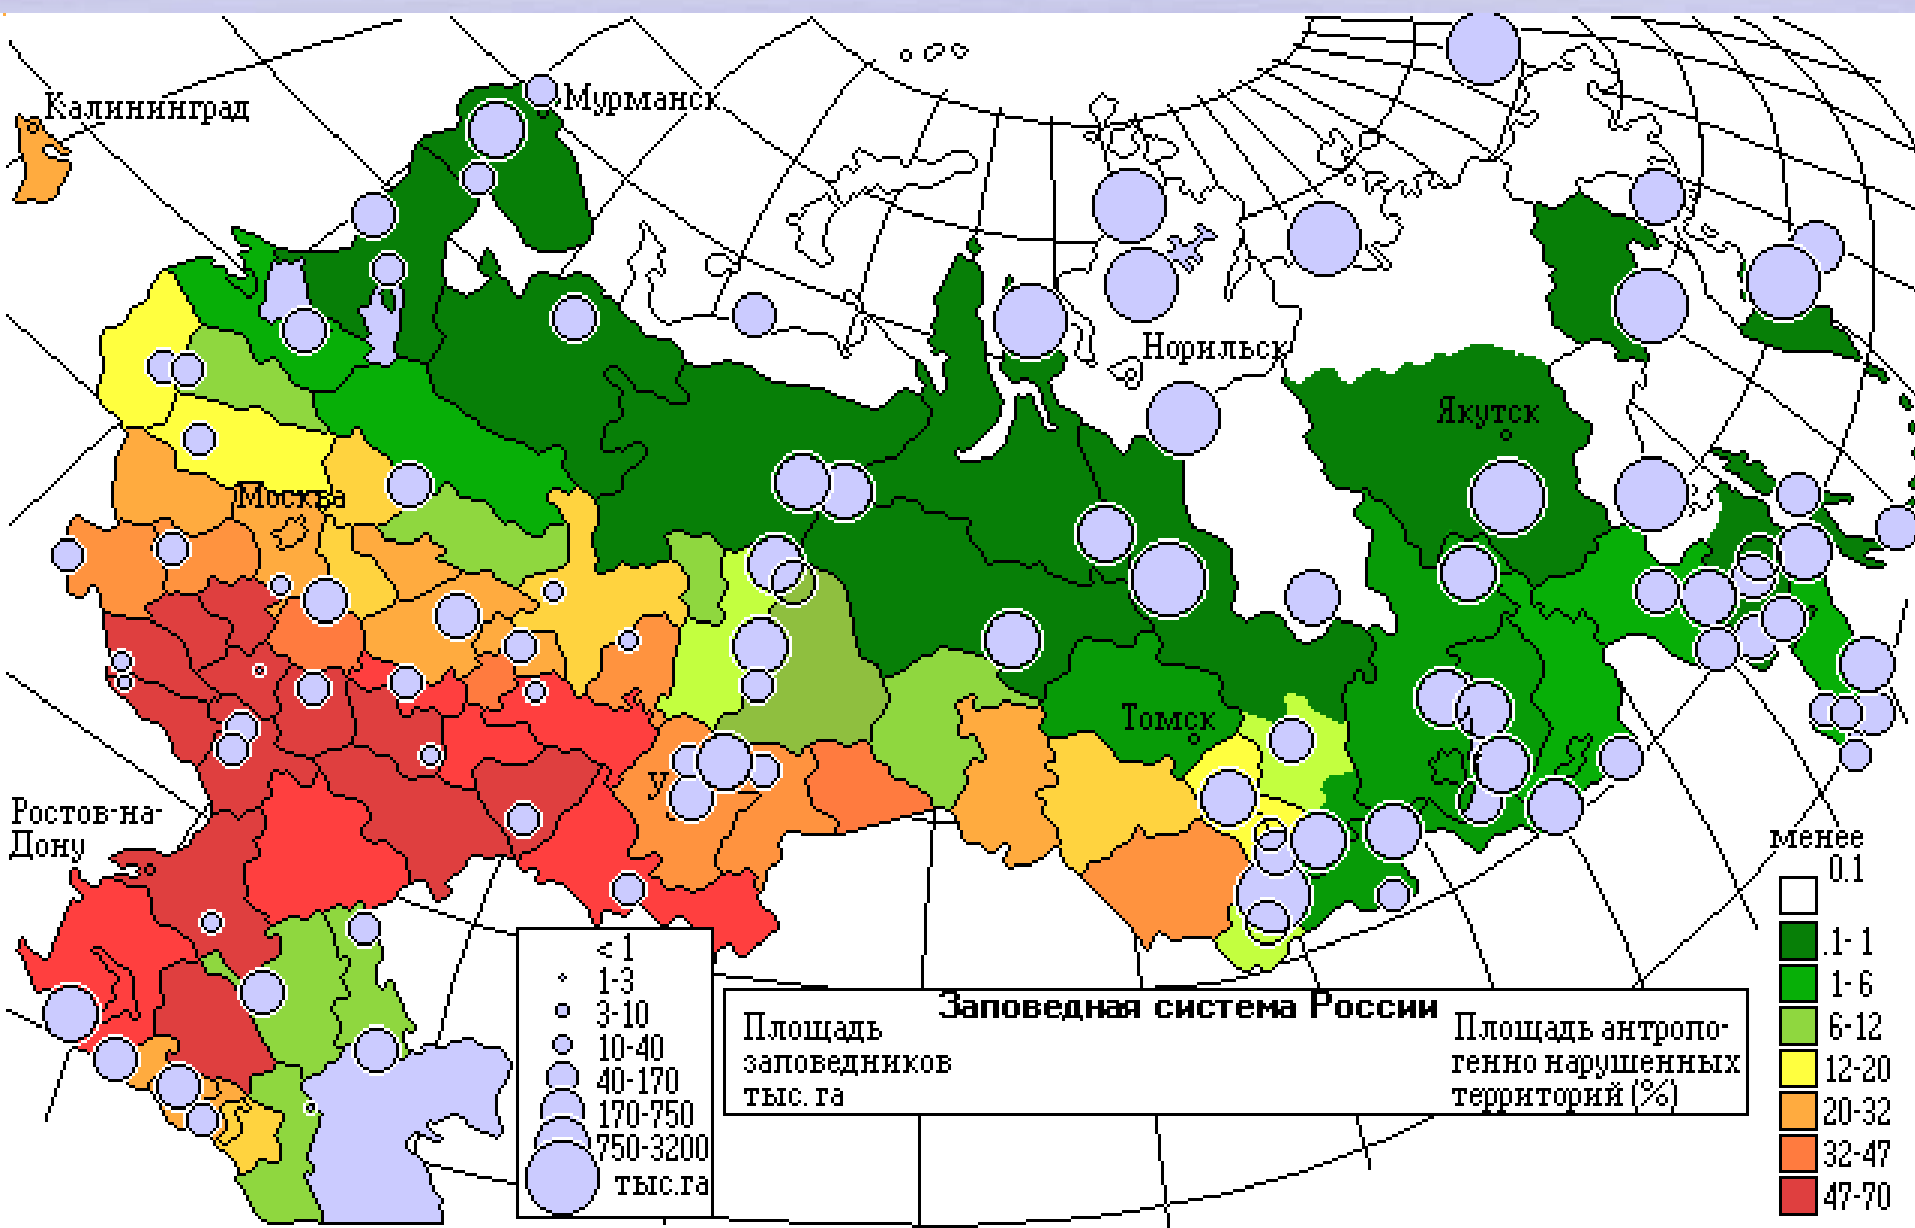 Калининград
Мурманск
Норильск
Якутск
Москва
Томск
У
Ростов-на-
Дону
менее
0.1
.1-1
1-6
6-12
12-20
20-32
32-47
47-70
< 1
1-3
3-10
10-40
40-170
170-750
750-3200
тыс.га
Заповедная система России
Площадь
заповедников
тыс. га
Площадь антропо-
генно нарушенных
территорий (%)